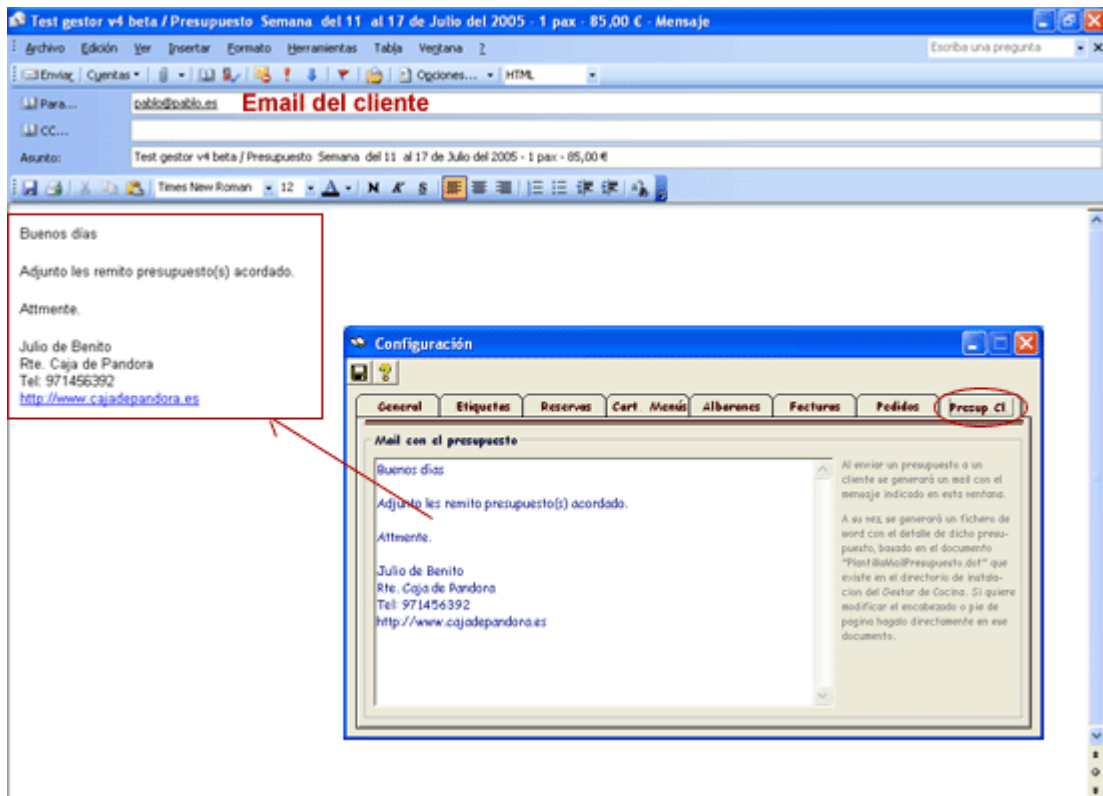 Test gestor v4 beta / Presupuesto Semana del 11 al 17 de Julio del 2005 - 1 pax - 85,00 € - Mensaje
Archivo Edición Ver Insertar Formato Herramientas Tabla Ventana ? Escriba una pregunta
Enviar Cuentas Opciones... HTML
Para... pablo@pablo.es Email del cliente
CC...
Asunto: Test gestor v4 beta / Presupuesto Semana del 11 al 17 de Julio del 2005 - 1 pax - 85,00 €
Times New Roman 12 A N K S
Buenos días
Adjunto les remito presupuesto(s) acordado.
Attmente.
Julio de Benito
Rte. Caja de Pandora
Tel: 971456392
http://www.cajadepandora.es
Configuración
General Etiquetas Reservas Cart. Menús Albaranes Facturas Pedidos Presup Cl
Mail con el presupuesto
Buenos días
Adjunto les remito presupuesto(s) acordado.
Attmente.
Julio de Benito
Rte. Caja de Pandora
Tel: 971456392
http://www.cajadepandora.es
Al enviar un presupuesto a un
cliente se generará un mail con el
mensaje indicado en esta ventana.
A su vez, se generará un fichero de
word con el detalle de dicho presu-
puesto, basado en el documento
"PlantillaMailPresupuesto.dot" que
existe en el directorio de instala-
cion del Gestor de Cocina. Si quiere
modificar el encabezado o pie de
pagina hagalo directamente en ese
documento.